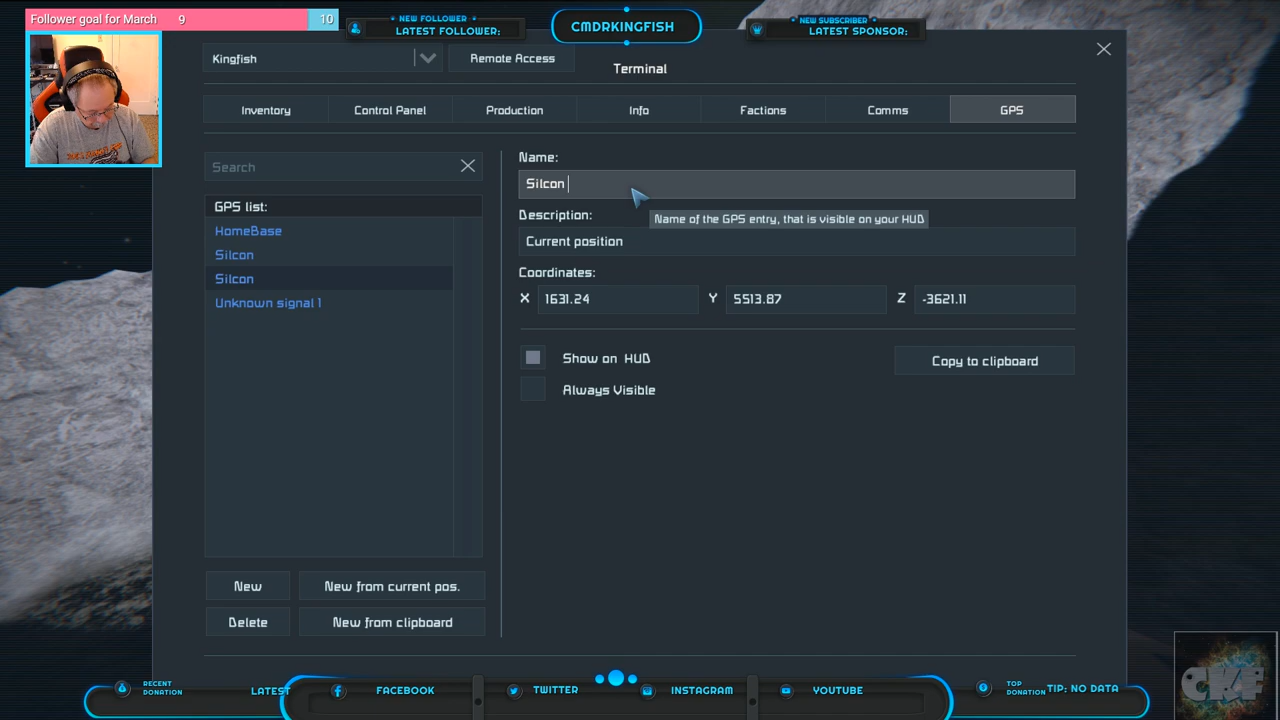 Follower goal for March 9 10
NEW FOLLOWER
LATEST FOLLOWER:
CMDRKINGFISH
NEW SUBSCRIBER
LATEST SPONSOR:
Kingfish
Remote Access
Terminal
Inventory
Control Panel
Production
Info
Factions
Comms
GPS
Search
GPS list:
HomeBase
Silcon
Silcon
Unknown signal 1
New
New from current pos.
Delete
New from clipboard
Name:
Silcon
Name of the GPS entry, that is visible on your HUD
Description:
Current position
Coordinates:
X 1631.24 Y 5513.87 Z -3621.11
Show on HUD
Copy to clipboard
Always Visible
RECENT
DONATION
LATEST
FACEBOOK
TWITTER
INSTAGRAM
YOUTUBE
TOP
DONATION
TIP: NO DATA
CKF